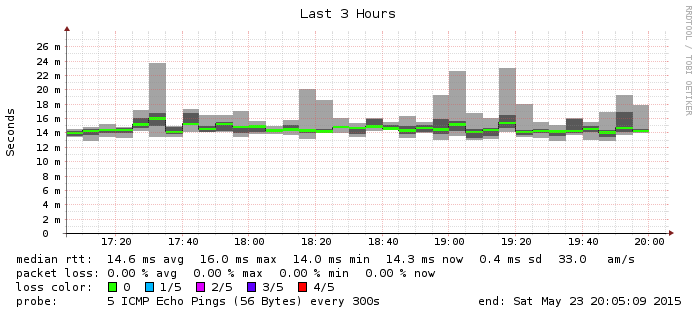 Last 3 Hours
RRDTOOL / TOBI OETIKER
Seconds
26 m
24 m
22 m
20 m
18 m
16 m
14 m
12 m
10 m
8 m
6 m
4 m
2 m
0
17:20 17:40 18:00 18:20 18:40 19:00 19:20 19:40 20:00
median rtt: 14.6 ms avg 16.0 ms max 14.0 ms min 14.3 ms now 0.4 ms sd 33.0 am/s
packet loss: 0.00 % avg 0.00 % max 0.00 % min 0.00 % now
loss color: 0 1/5 2/5 3/5 4/5
probe: 5 ICMP Echo Pings (56 Bytes) every 300s end: Sat May 23 20:05:09 2015